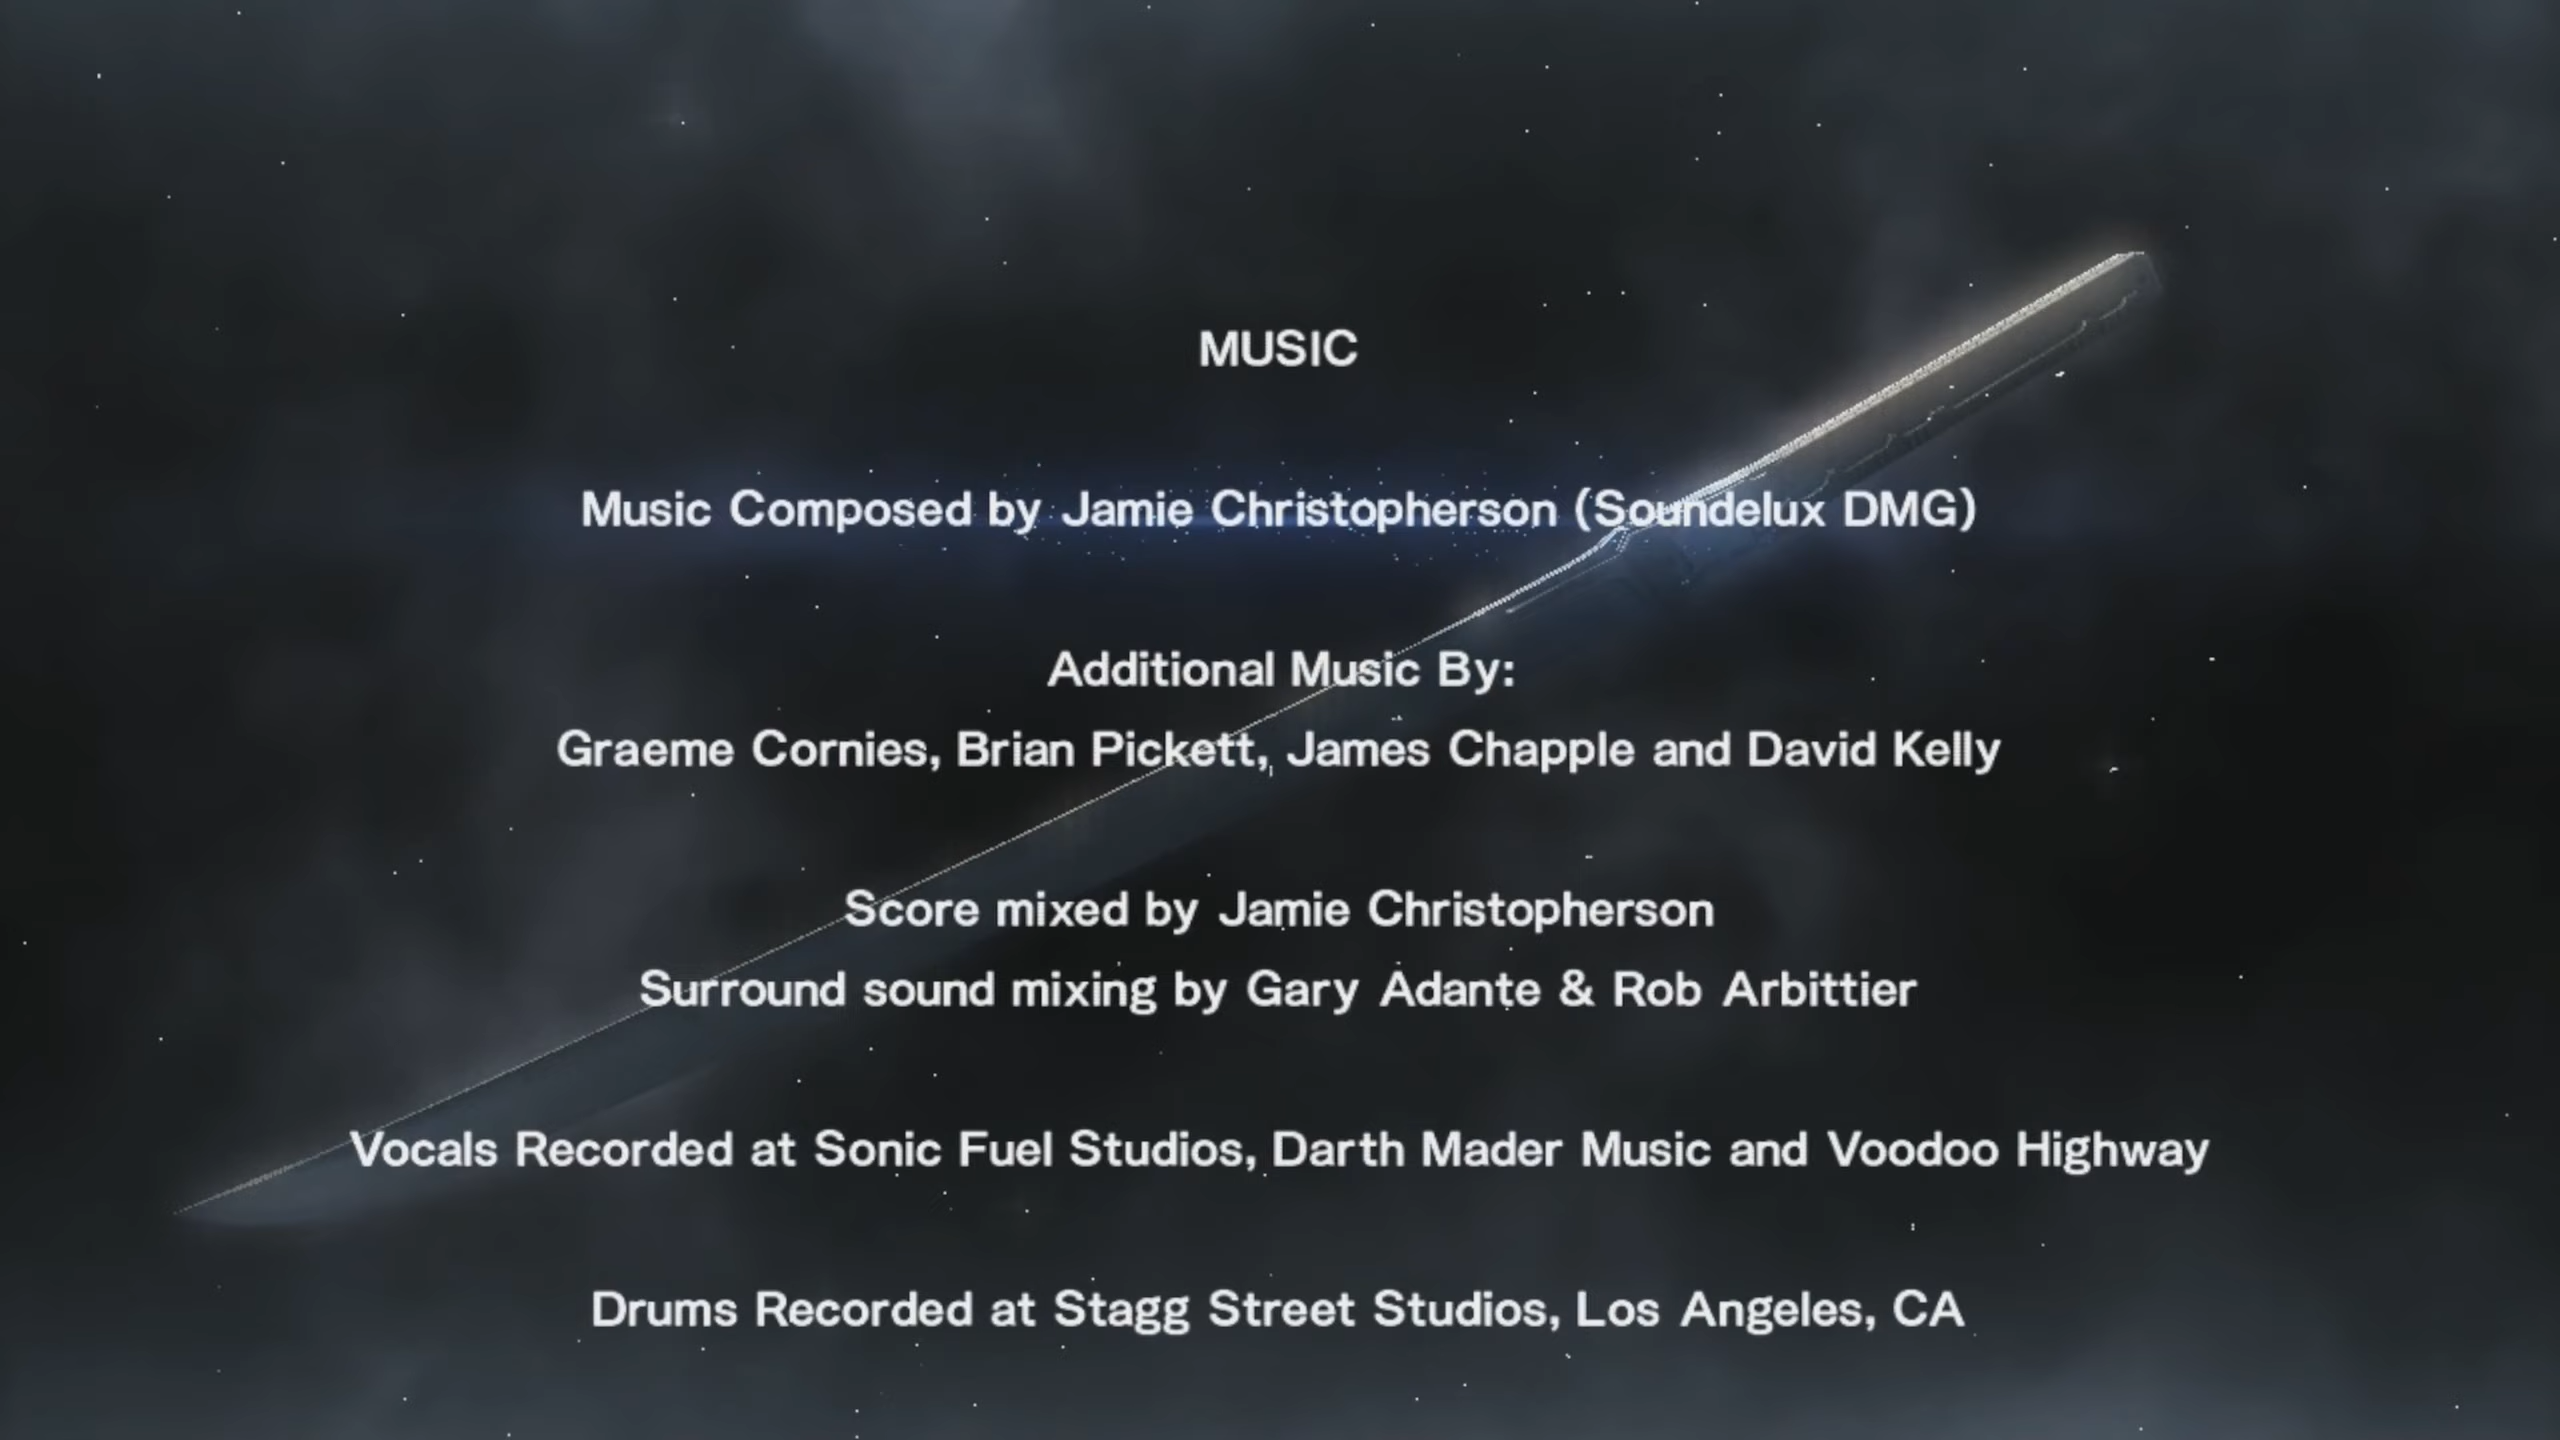 MUSIC
Music Composed by Jamie Christopherson (Soundelux DMG)
Additional Music By:
Graeme Cornies, Brian Pickett, James Chapple and David Kelly
Score mixed by Jamie Christopherson
Surround sound mixing by Gary Adante & Rob Arbittier
Vocals Recorded at Sonic Fuel Studios, Darth Mader Music and Voodoo Highway
Drums Recorded at Stagg Street Studios, Los Angeles, CA